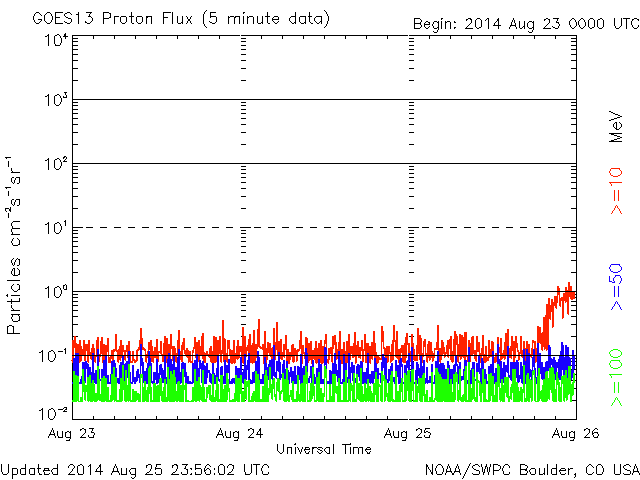 GOES13 Proton Flux (5 minute data)
Begin: 2014 Aug 23 0000 UTC
10⁴
10³
10²
10¹
10⁰
10⁻¹
10⁻²
Particles cm⁻²s⁻¹sr⁻¹
MeV
>=10
>=50
>=100
Aug 23
Aug 24
Aug 25
Aug 26
Universal Time
Updated 2014 Aug 25 23:56:02 UTC
NOAA/SWPC Boulder, CO USA